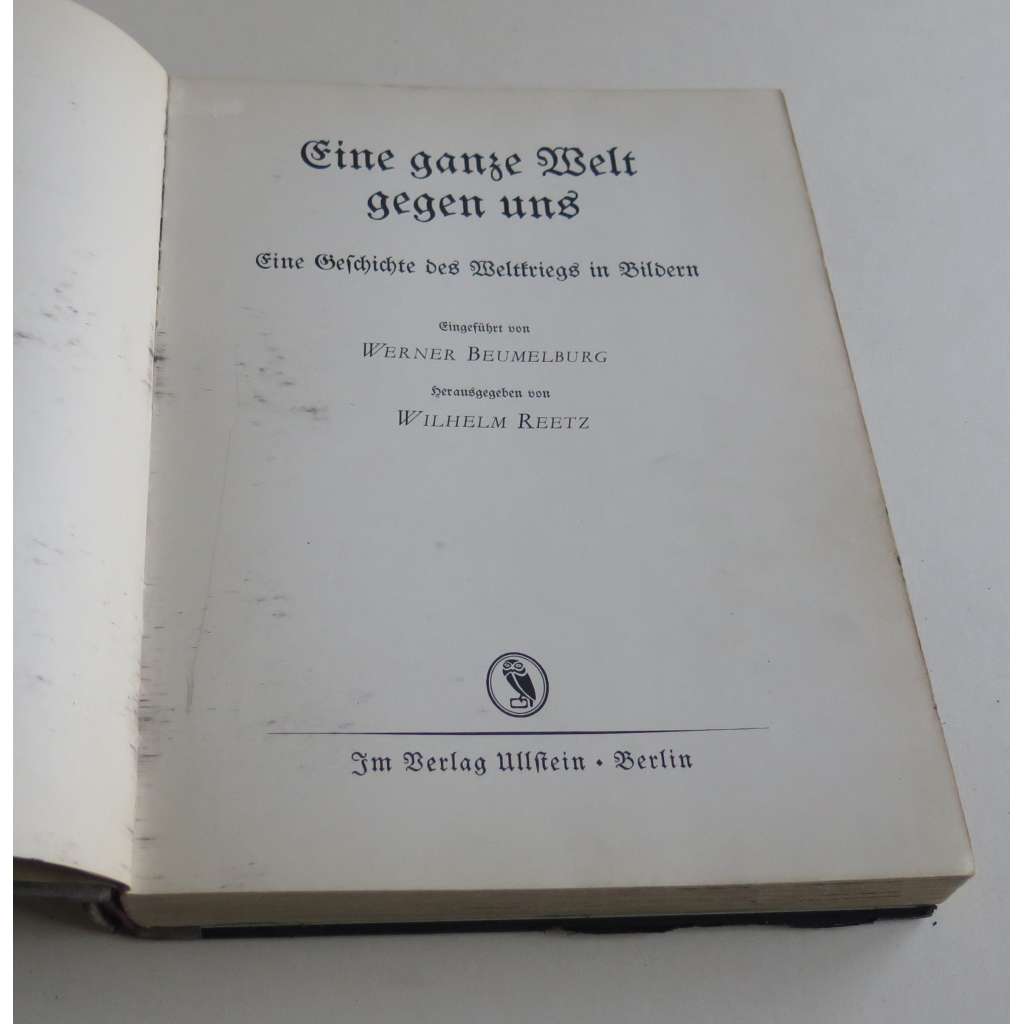 Eine ganze Welt
gegen uns
Eine Geschichte des Weltkriegs in Bildern
Eingeführt von
WERNER BEUMELBURG
Herausgegeben von
WILHELM REETZ
Im Verlag Ullstein • Berlin